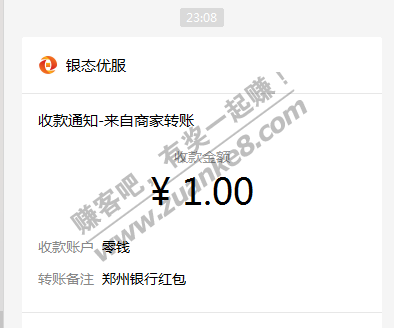 23:08
银态优服
收款通知-来自商家转账
收款金额
¥ 1.00
收款账户 零钱
转账备注 郑州银行红包
赚客吧！有奖一起赚！
www.zuanke8.com